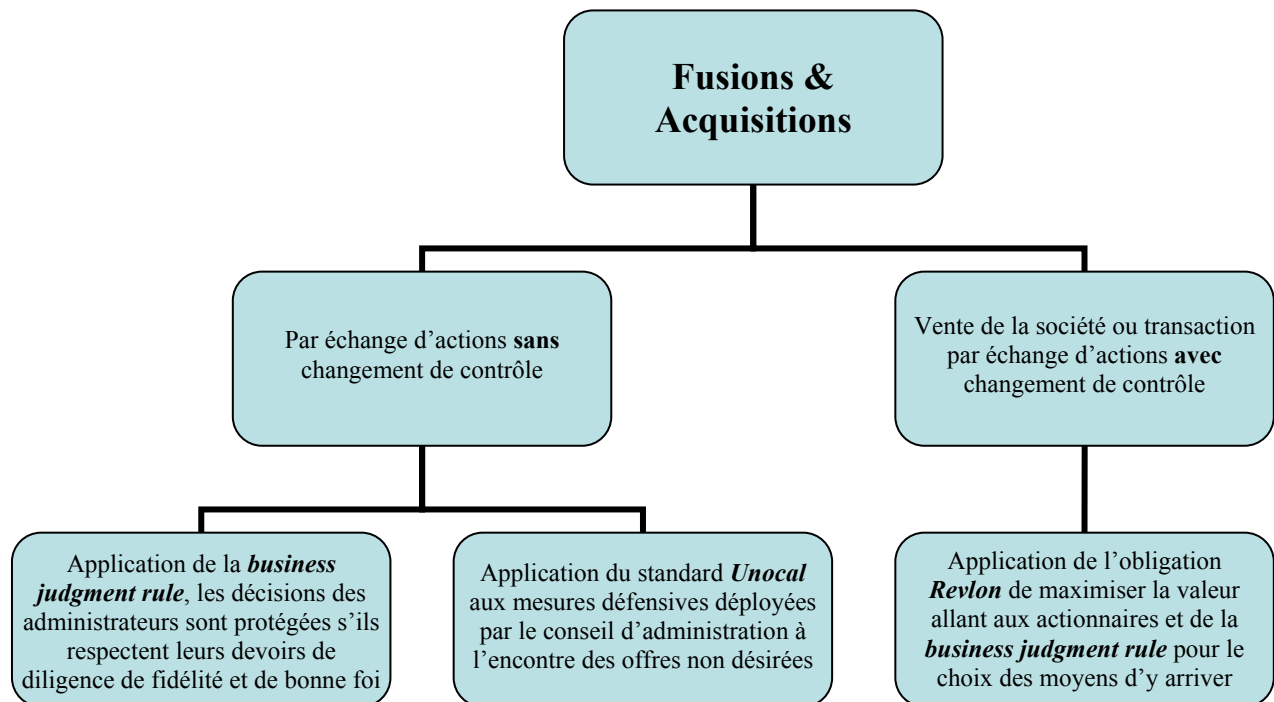 Fusions &
Acquisitions
Par échange d’actions sans
changement de contrôle
Vente de la société ou transaction
par échange d’actions avec
changement de contrôle
Application de la business
judgment rule, les décisions des
administrateurs sont protégées s’ils
respectent leurs devoirs de
diligence de fidélité et de bonne foi
Application du standard Unocal
aux mesures défensives déployées
par le conseil d’administration à
l’encontre des offres non désirées
Application de l’obligation
Revlon de maximiser la valeur
allant aux actionnaires et de la
business judgment rule pour le
choix des moyens d’y arriver